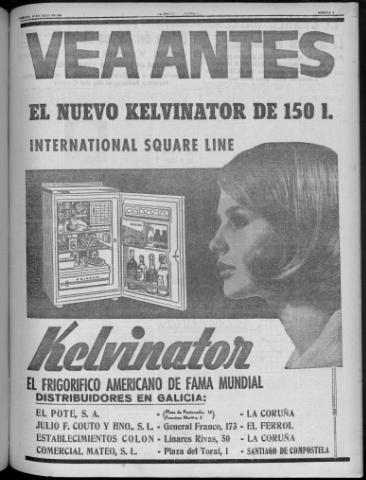 VEA ANTES
EL NUEVO KELVINATOR DE 150 l.
INTERNATIONAL SQUARE LINE
Kelvinator
EL FRIGORIFICO AMERICANO DE FAMA MUNDIAL
DISTRIBUIDORES EN GALICIA:
EL POTE, S. A. - - LA CORUÑA
JULIO F. COUTO Y HNO., S. L. - General Franco, 173 - EL FERROL
ESTABLECIMIENTOS COLON - Linares Rivas, 50 - LA CORUÑA
COMERCIAL MATEO, S. L. - Plaza del Toral, 1 - SANTIAGO DE COMPOSTELA